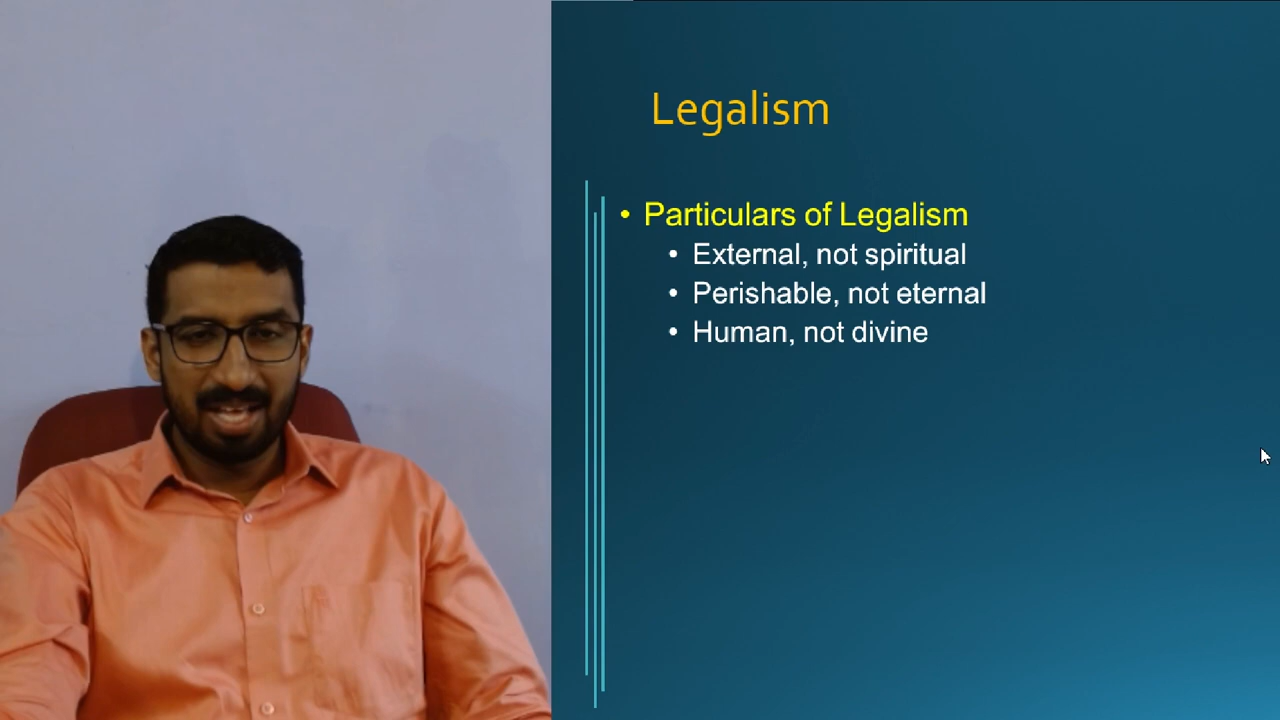 Legalism
• Particulars of Legalism
• External, not spiritual
• Perishable, not eternal
• Human, not divine